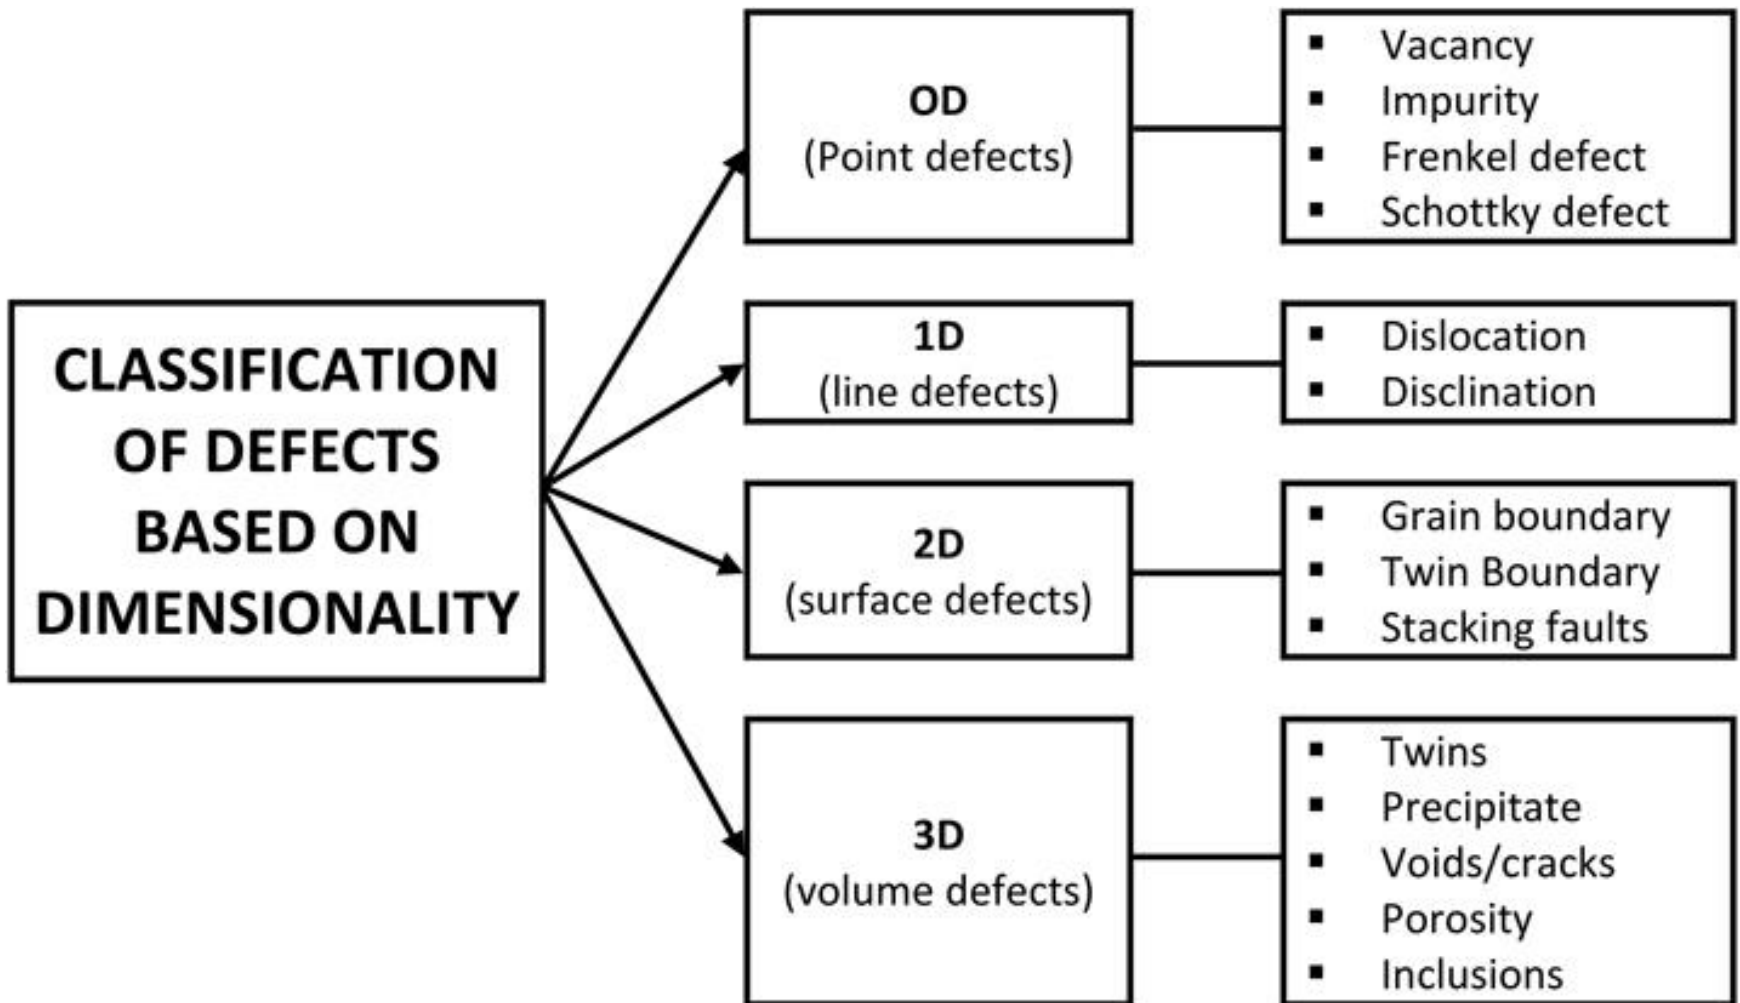 CLASSIFICATION
OF DEFECTS
BASED ON
DIMENSIONALITY
OD
(Point defects)
▪ Vacancy
▪ Impurity
▪ Frenkel defect
▪ Schottky defect
1D
(line defects)
▪ Dislocation
▪ Disclination
2D
(surface defects)
▪ Grain boundary
▪ Twin Boundary
▪ Stacking faults
3D
(volume defects)
▪ Twins
▪ Precipitate
▪ Voids/cracks
▪ Porosity
▪ Inclusions